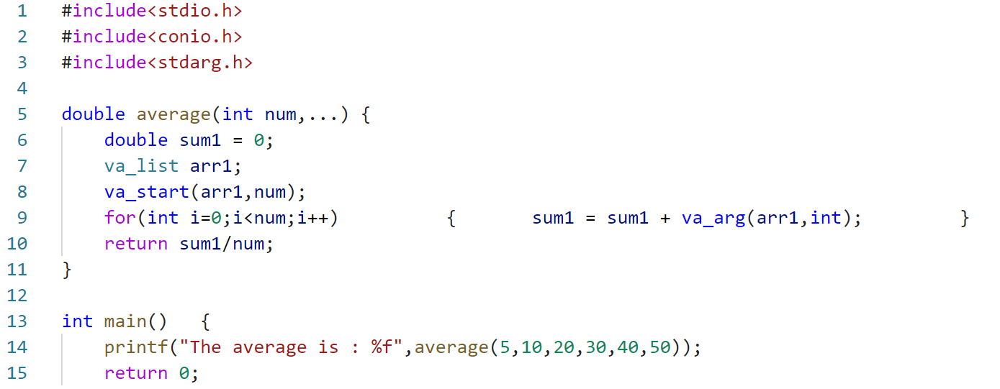 1 #include<stdio.h>
2 #include<conio.h>
3 #include<stdarg.h>
4
5 double average(int num,...) {
6     double sum1 = 0;
7     va_list arr1;
8     va_start(arr1,num);
9     for(int i=0;i<num;i++)          {       sum1 = sum1 + va_arg(arr1,int);         }
10     return sum1/num;
11 }
12
13 int main()   {
14     printf("The average is : %f",average(5,10,20,30,40,50));
15     return 0;